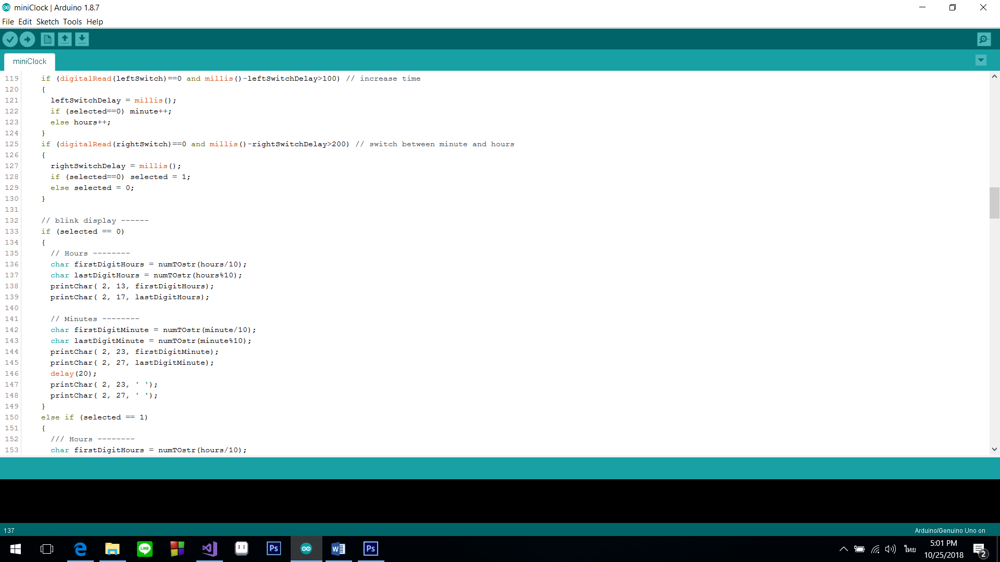 miniClock | Arduino 1.8.7
File Edit Sketch Tools Help
miniClock
119 if (digitalRead(leftSwitch)==0 and millis()-leftSwitchDelay>100) // increase time
120 {
121 leftSwitchDelay = millis();
122 if (selected==0) minute++;
123 else hours++;
124 }
125 if (digitalRead(rightSwitch)==0 and millis()-rightSwitchDelay>200) // switch between minute and hours
126 {
127 rightSwitchDelay = millis();
128 if (selected==0) selected = 1;
129 else selected = 0;
130 }
131
132 // blink display ------
133 if (selected == 0)
134 {
135 // Hours --------
136 char firstDigitHours = numTOstr(hours/10);
137 char lastDigitHours = numTOstr(hours%10);
138 printChar( 2, 13, firstDigitHours);
139 printChar( 2, 17, lastDigitHours);
140
141 // Minutes --------
142 char firstDigitMinute = numTOstr(minute/10);
143 char lastDigitMinute = numTOstr(minute%10);
144 printChar( 2, 23, firstDigitMinute);
145 printChar( 2, 27, lastDigitMinute);
146 delay(20);
147 printChar( 2, 23, ' ');
148 printChar( 2, 27, ' ');
149 }
150 else if (selected == 1)
151 {
152 /// Hours --------
153 char firstDigitHours = numTOstr(hours/10);
137
Arduino/Genuino Uno on
LINE
Ps
W
Ps
ไทย
5:01 PM
10/25/2018
2